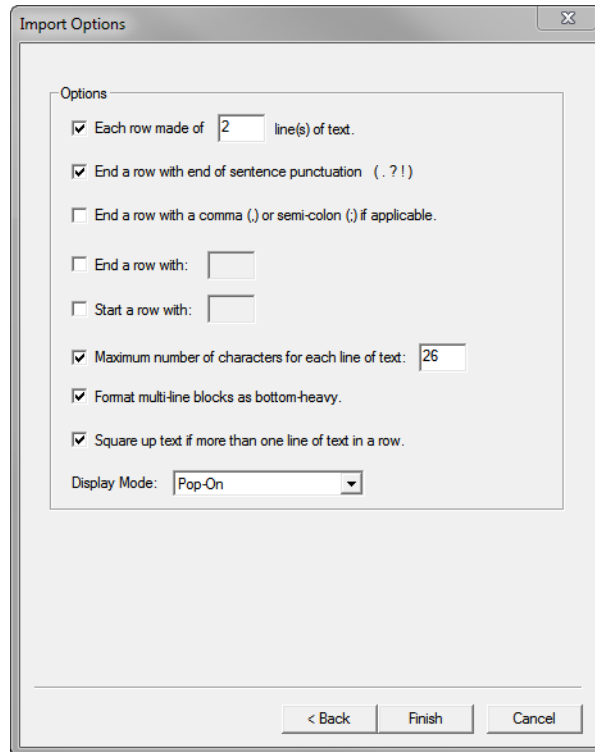 Import Options
Options
Each row made of 2 line(s) of text.
End a row with end of sentence punctuation ( . ? ! )
End a row with a comma (,) or semi-colon (;) if applicable.
End a row with:
Start a row with:
Maximum number of characters for each line of text: 26
Format multi-line blocks as bottom-heavy.
Square up text if more than one line of text in a row.
Display Mode: Pop-On
< Back Finish Cancel